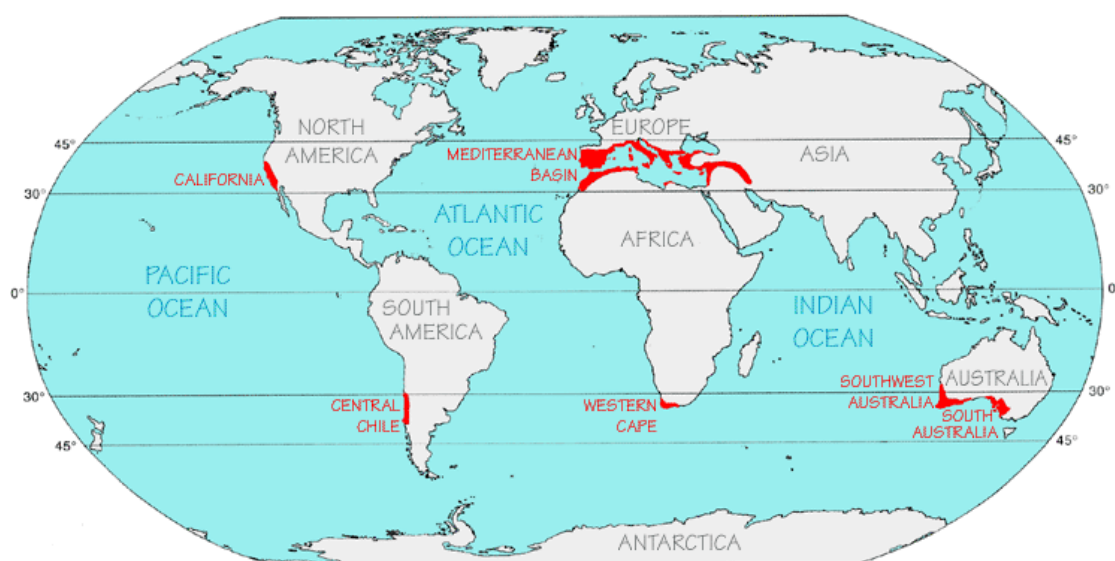 NORTH
AMERICA
EUROPE
ASIA
45°
45°
MEDITERRANEAN
BASIN
CALIFORNIA
30°
30°
ATLANTIC
OCEAN
AFRICA
PACIFIC
OCEAN
0°
0
SOUTH
AMERICA
INDIAN
OCEAN
SOUTHWEST
AUSTRALIA
AUSTRALIA
30°
30°
CENTRAL
CHILE
WESTERN
CAPE
SOUTH
AUSTRALIA
45°
45°
ANTARCTICA